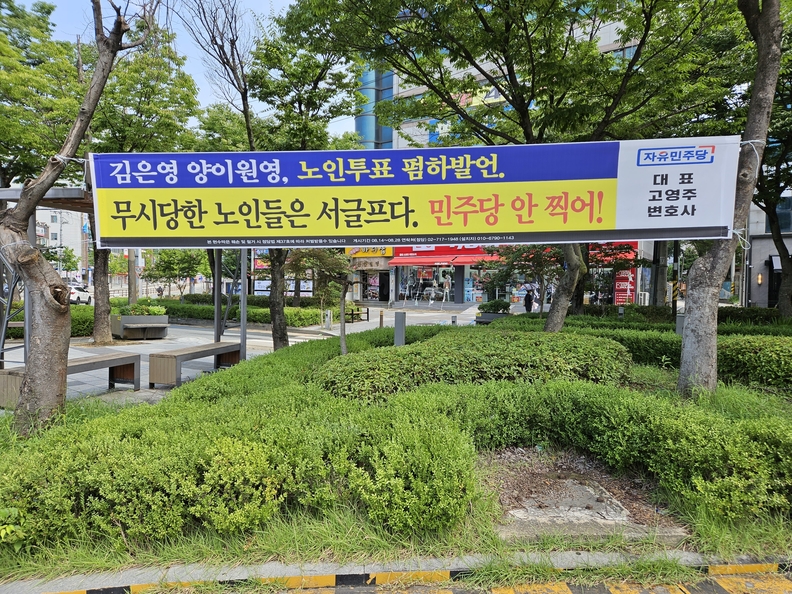 김은영 양이원영, 노인투표 폄하발언.
무시당한 노인들은 서글프다. 민주당 안 찍어!
자유민주당
대 표
고영주
변호사